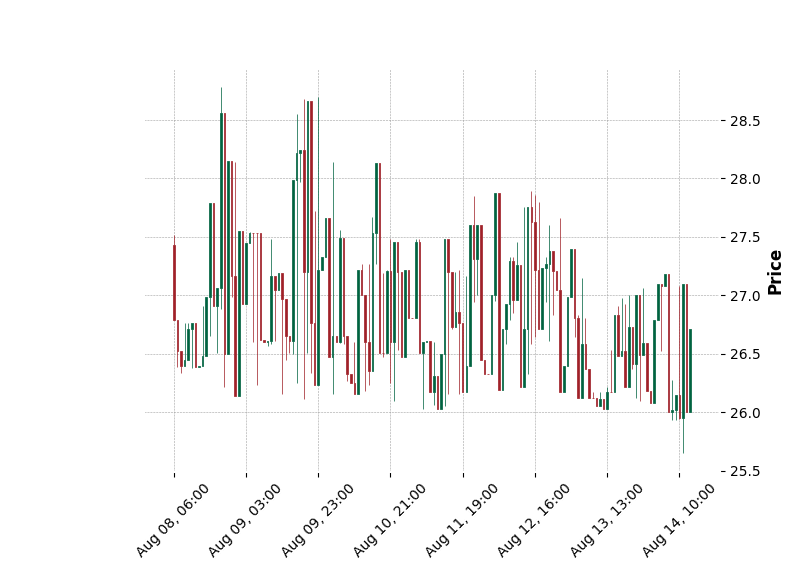 28.5
28.0
27.5
27.0
26.5
26.0
25.5
Price
Aug 08, 06:00
Aug 09, 03:00
Aug 09, 23:00
Aug 10, 21:00
Aug 11, 19:00
Aug 12, 16:00
Aug 13, 13:00
Aug 14, 10:00